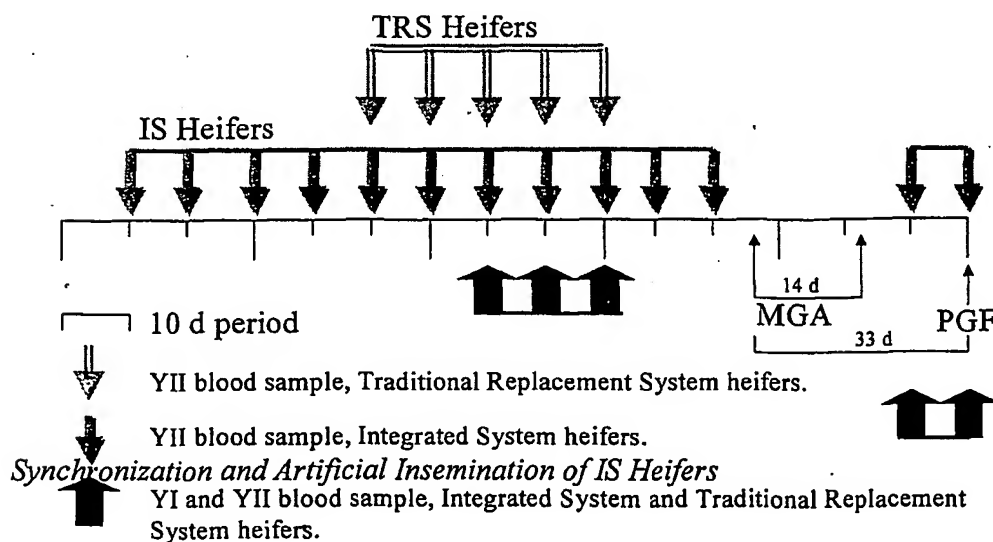 TRS Heifers
IS Heifers
14 d
MGA
PGF
33 d
10 d period
YII blood sample, Traditional Replacement System heifers.
YII blood sample, Integrated System heifers.
Synchronization and Artificial Insemination of IS Heifers
YI and YII blood sample, Integrated System and Traditional Replacement
System heifers.